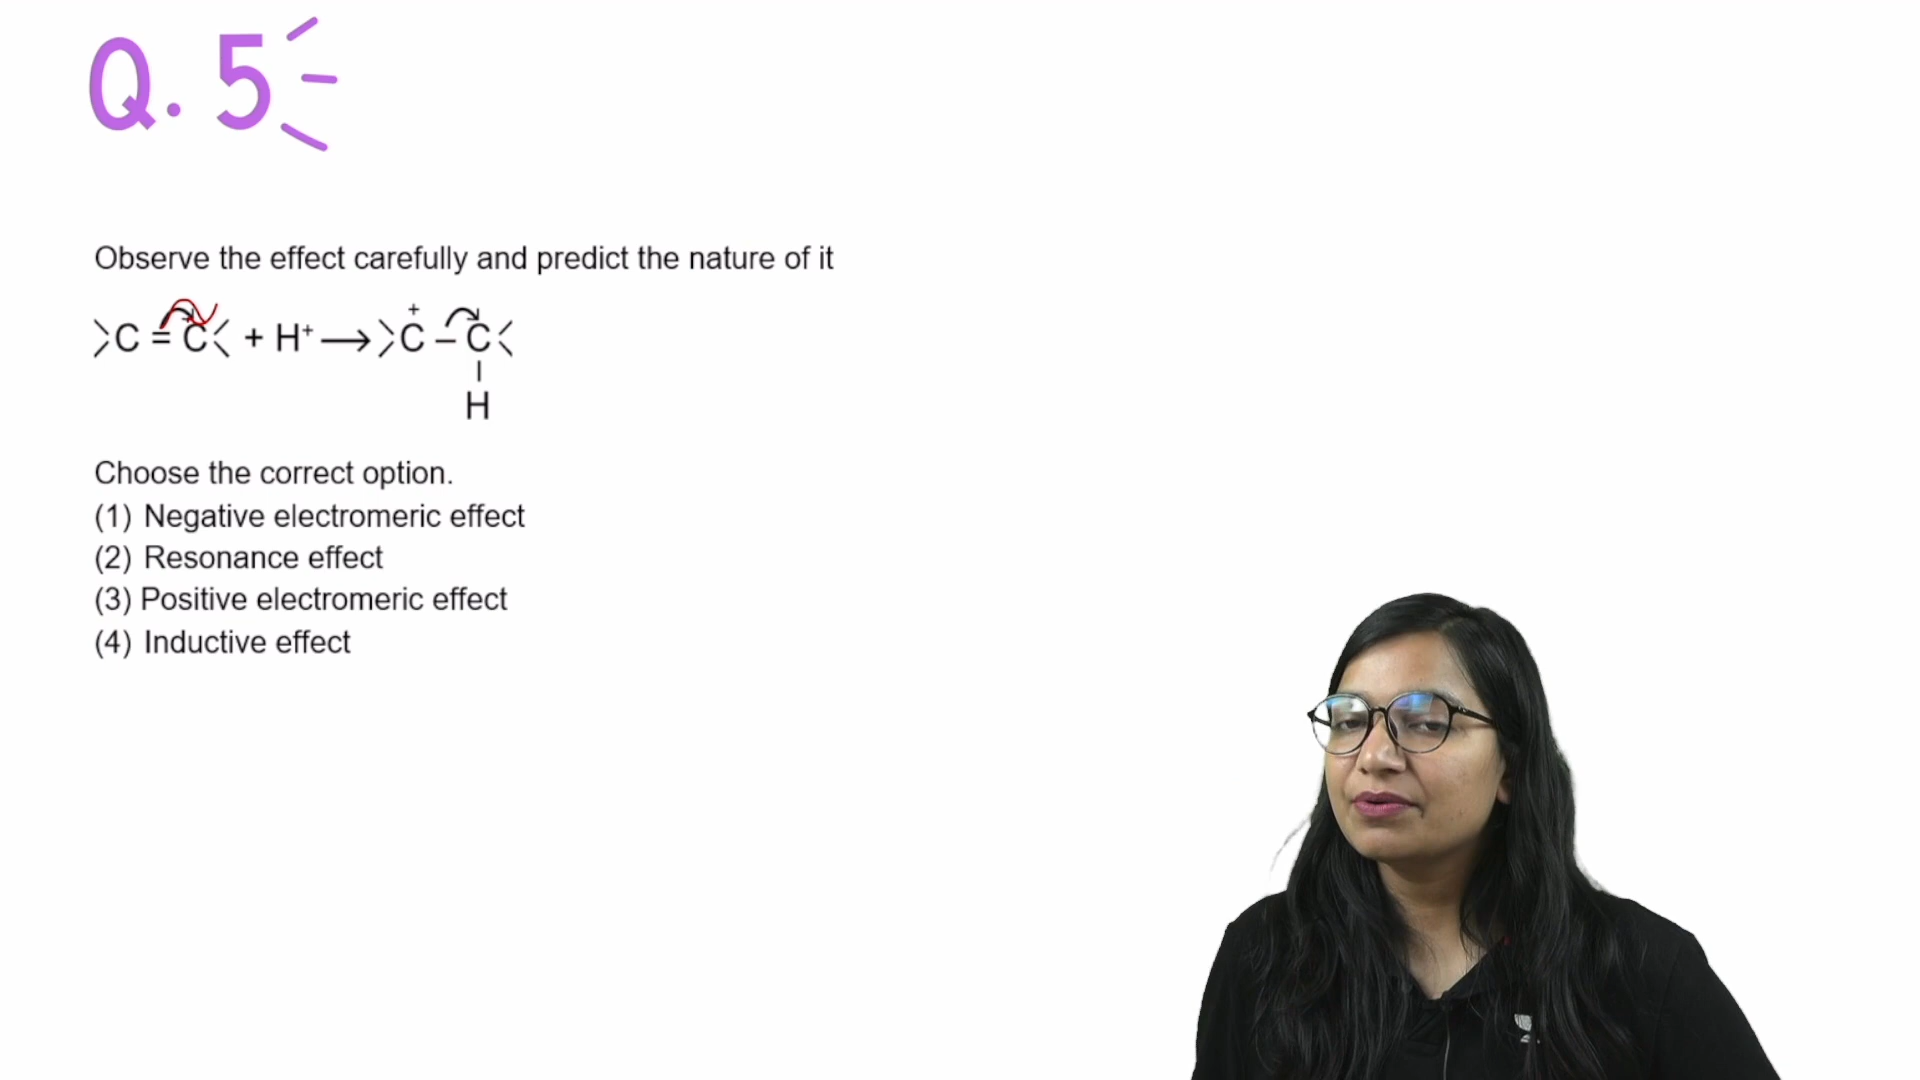 Q. 5
Observe the effect carefully and predict the nature of it
>C = C< + H⁺ ⟶ >C⁺ – C<
|
H
Choose the correct option.
(1) Negative electromeric effect
(2) Resonance effect
(3) Positive electromeric effect
(4) Inductive effect